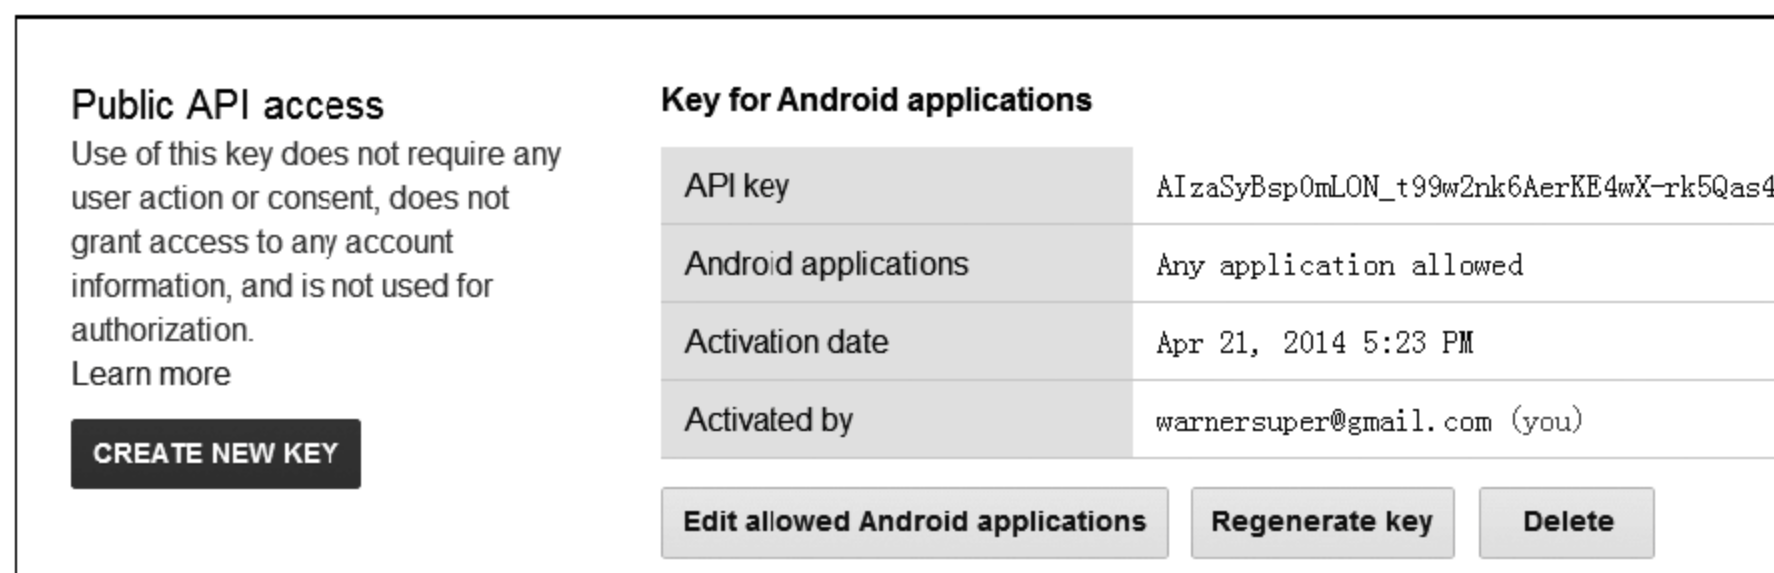 Public API access
Use of this key does not require any
user action or consent, does not
grant access to any account
information, and is not used for
authorization.
Learn more
CREATE NEW KEY
Key for Android applications
API key AIzaSyBsp0mLON_t99w2nk6AerKE4wX-rk5Qas4
Android applications Any application allowed
Activation date Apr 21, 2014 5:23 PM
Activated by warnersuper@gmail.com (you)
Edit allowed Android applications Regenerate key Delete